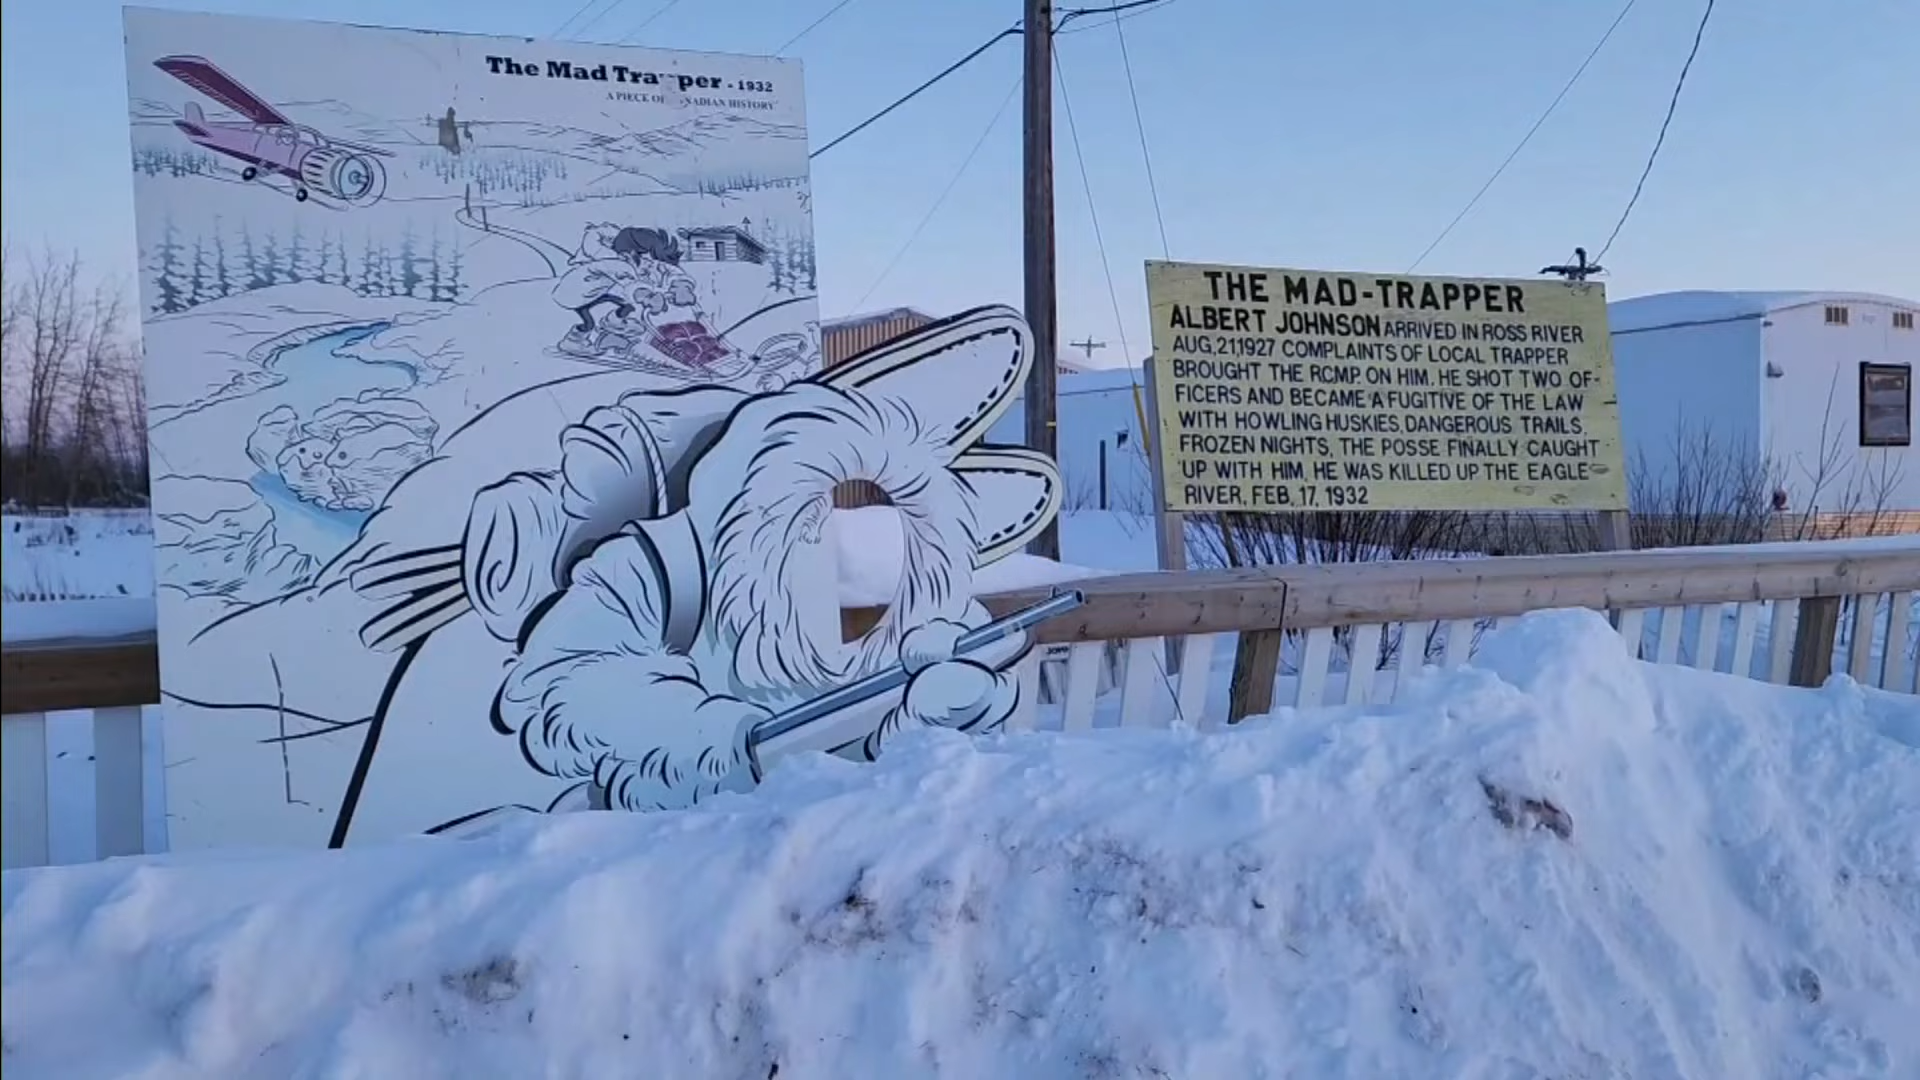 The Mad Tra per - 1932
A PIECE OF NADIAN HISTORY
THE MAD-TRAPPER
ALBERT JOHNSON ARRIVED IN ROSS RIVER
AUG,21,1927 COMPLAINTS OF LOCAL TRAPPER
BROUGHT THE RCMP. ON HIM. HE SHOT TWO OF-
FICERS AND BECAME A FUGITIVE OF THE LAW
WITH HOWLING HUSKIES, DANGEROUS TRAILS,
FROZEN NIGHTS, THE POSSE FINALLY CAUGHT
UP WITH HIM, HE WAS KILLED UP THE EAGLE
RIVER, FEB, 17, 1932